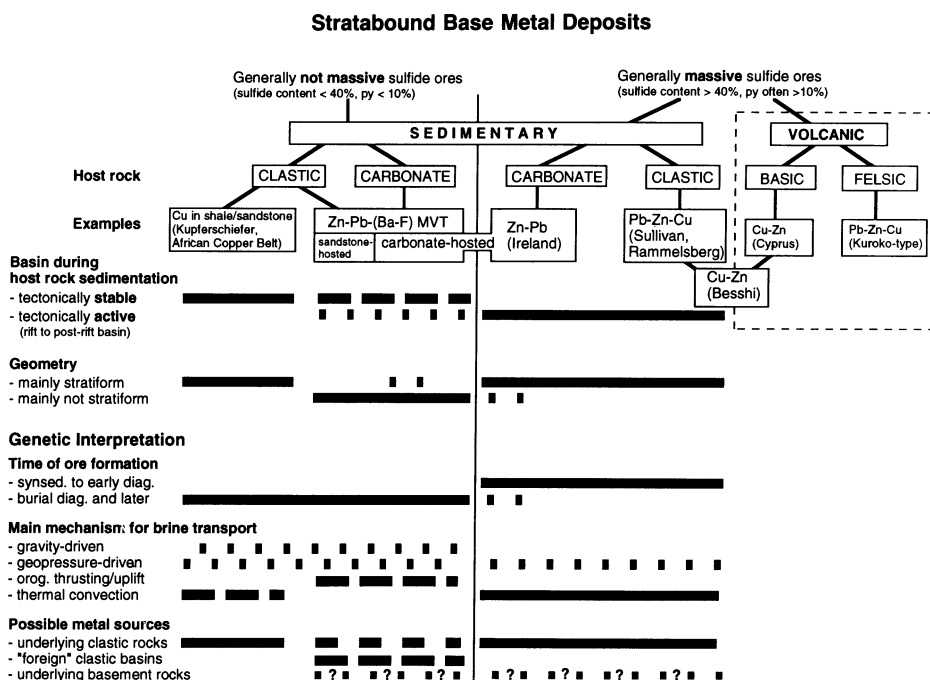 Stratabound Base Metal Deposits
Generally not massive sulfide ores
(sulfide content < 40%, py < 10%)
Generally massive sulfide ores
(sulfide content > 40%, py often >10%)
SEDIMENTARY
VOLCANIC
Host rock
CLASTIC
CARBONATE
CARBONATE
CLASTIC
BASIC
FELSIC
Examples
Cu in shale/sandstone
(Kupferschiefer,
African Copper Belt)
Zn-Pb-(Ba-F) MVT
sandstone-
hosted
carbonate-hosted
Zn-Pb
(Ireland)
Pb-Zn-Cu
(Sullivan,
Rammelsberg)
Cu-Zn
(Cyprus)
Pb-Zn-Cu
(Kuroko-type)
Cu-Zn
(Besshi)
Basin during
host rock sedimentation
- tectonically stable
- tectonically active
(rift to post-rift basin)
Geometry
- mainly stratiform
- mainly not stratiform
Genetic Interpretation
Time of ore formation
- synsed. to early diag.
- burial diag. and later
Main mechanism for brine transport
- gravity-driven
- geopressure-driven
- orog. thrusting/uplift
- thermal convection
Possible metal sources
- underlying clastic rocks
- "foreign" clastic basins
- underlying basement rocks
? ? ? ? ? ? ?